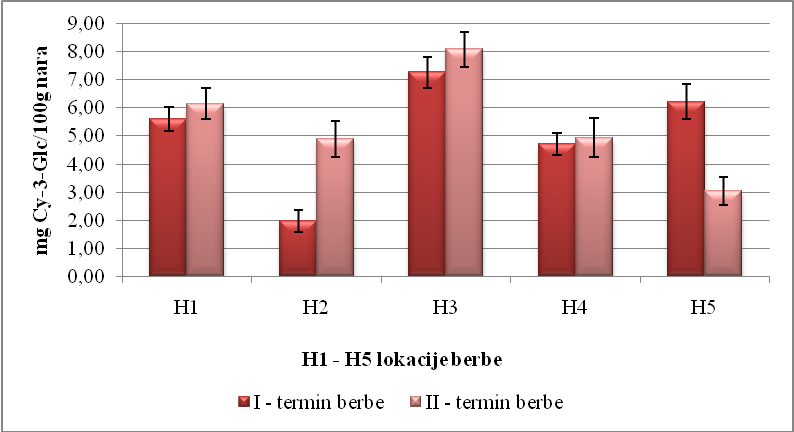 mg Cy-3-Glc/100g nara
9,00
8,00
7,00
6,00
5,00
4,00
3,00
2,00
1,00
0,00
H1 H2 H3 H4 H5
H1 - H5 lokacije berbe
I - termin berbe II - termin berbe